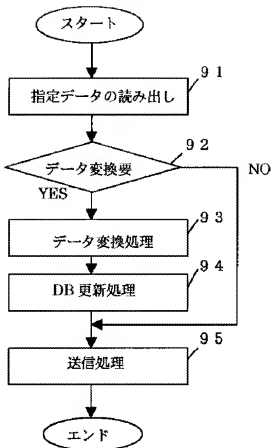 スタート
91
指定データの読み出し
92
データ変換要
NO
YES
93
データ変換処理
94
DB 更新処理
95
送信処理
エンド